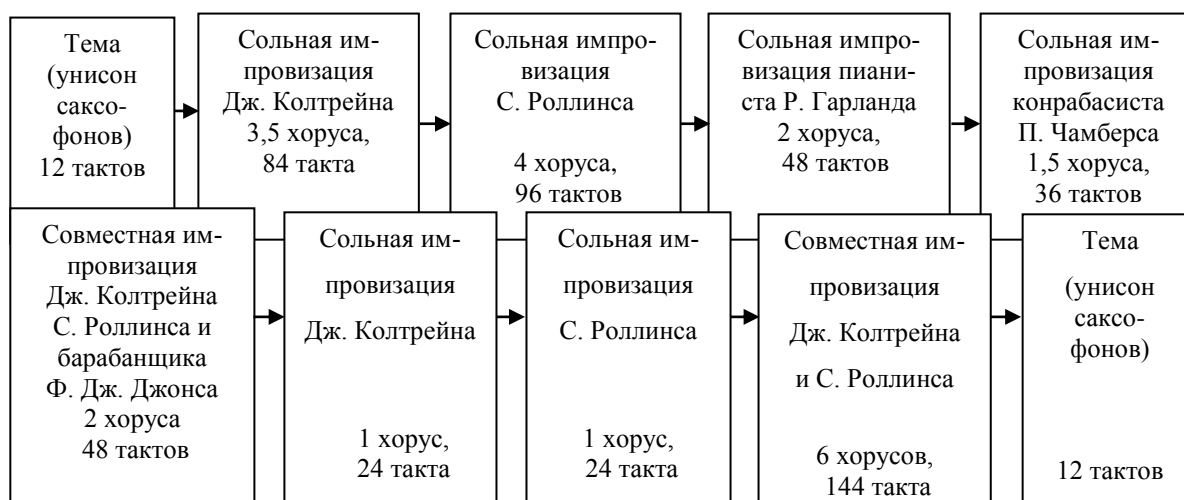 Тема
(унисон
саксо-
фонов)
12 тактов
Сольная им-
провизация
Дж. Колтрейна
3,5 хоруса,
84 такта
Сольная импро-
визация
С. Роллинса
4 хоруса,
96 тактов
Сольная импро-
визация пиани-
ста Р. Гарланда
2 хоруса,
48 тактов
Сольная им-
провизация
конрабасиста
П. Чамберса
1,5 хоруса,
36 тактов
Совместная им-
провизация
Дж. Колтрейна
С. Роллинса и
барабанщика
Ф. Дж. Джонса
2 хоруса
48 тактов
Сольная им-
провизация
Дж. Колтрейна
1 хорус,
24 такта
Сольная им-
провизация
С. Роллинса
1 хорус,
24 такта
Совместная им-
провизация
Дж. Колтрейна
и С. Роллинса
6 хорусов,
144 такта
Тема
(унисон
саксо-
фонов)
12 тактов